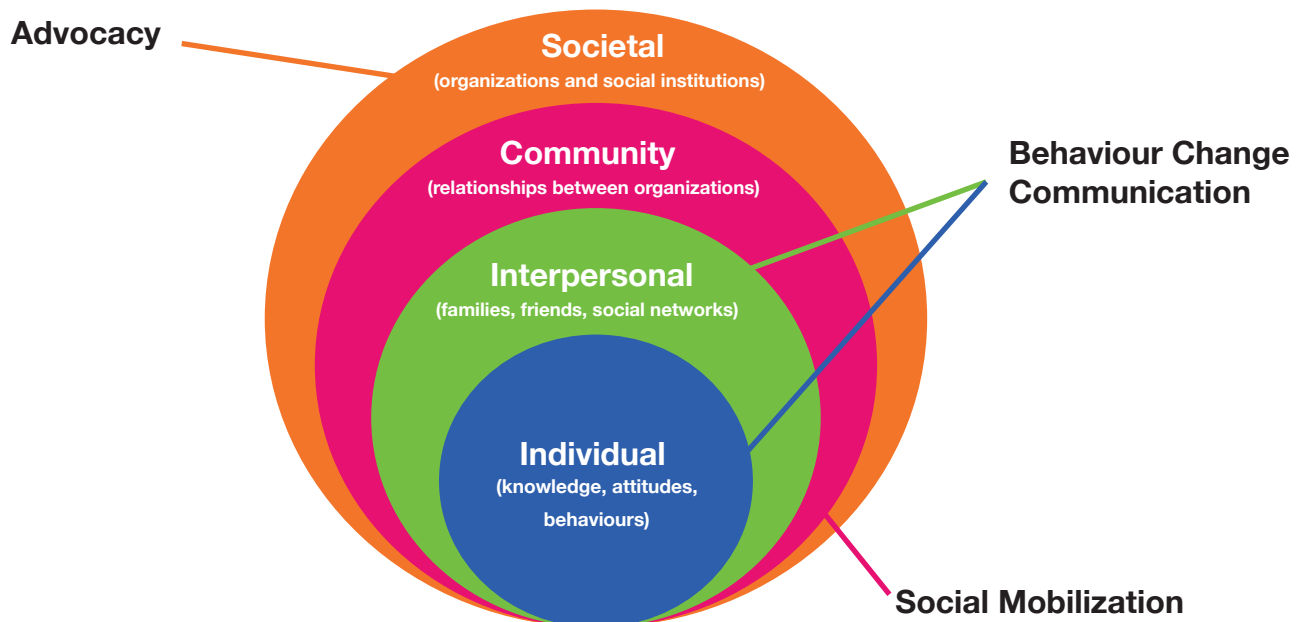 Advocacy
Societal
(organizations and social institutions)
Community
(relationships between organizations)
Behaviour Change
Communication
Interpersonal
(families, friends, social networks)
Individual
(knowledge, attitudes,
behaviours)
Social Mobilization